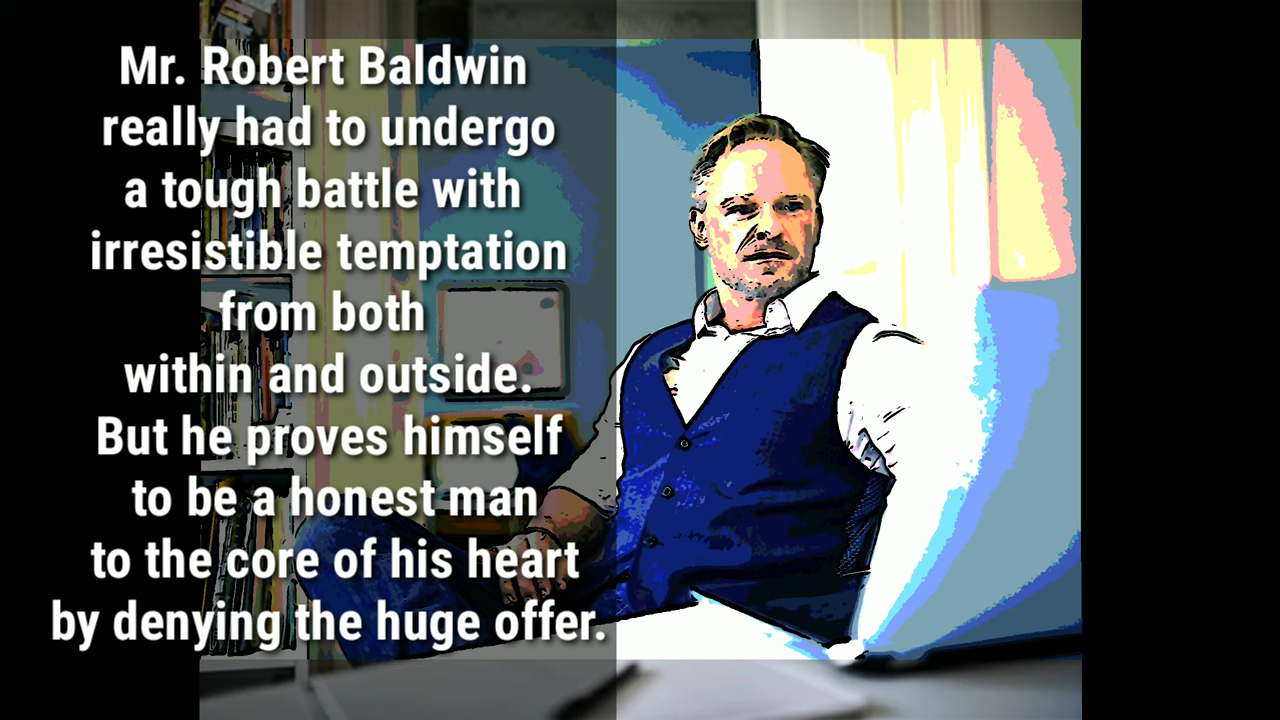 Mr. Robert Baldwin
really had to undergo
a tough battle with
irresistible temptation
from both
within and outside.
But he proves himself
to be a honest man
to the core of his heart
by denying the huge offer.